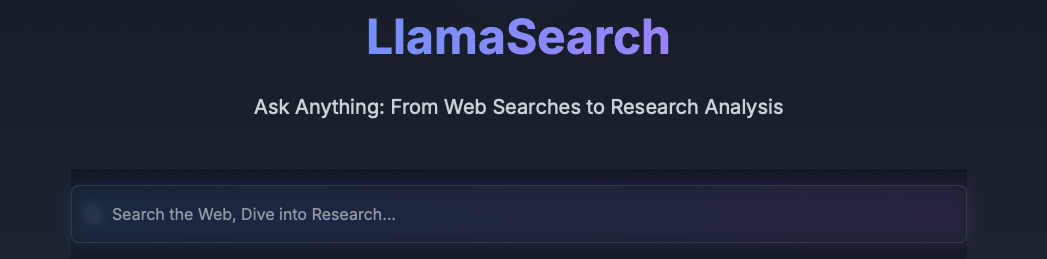 LlamaSearch
Ask Anything: From Web Searches to Research Analysis
Search the Web, Dive into Research...